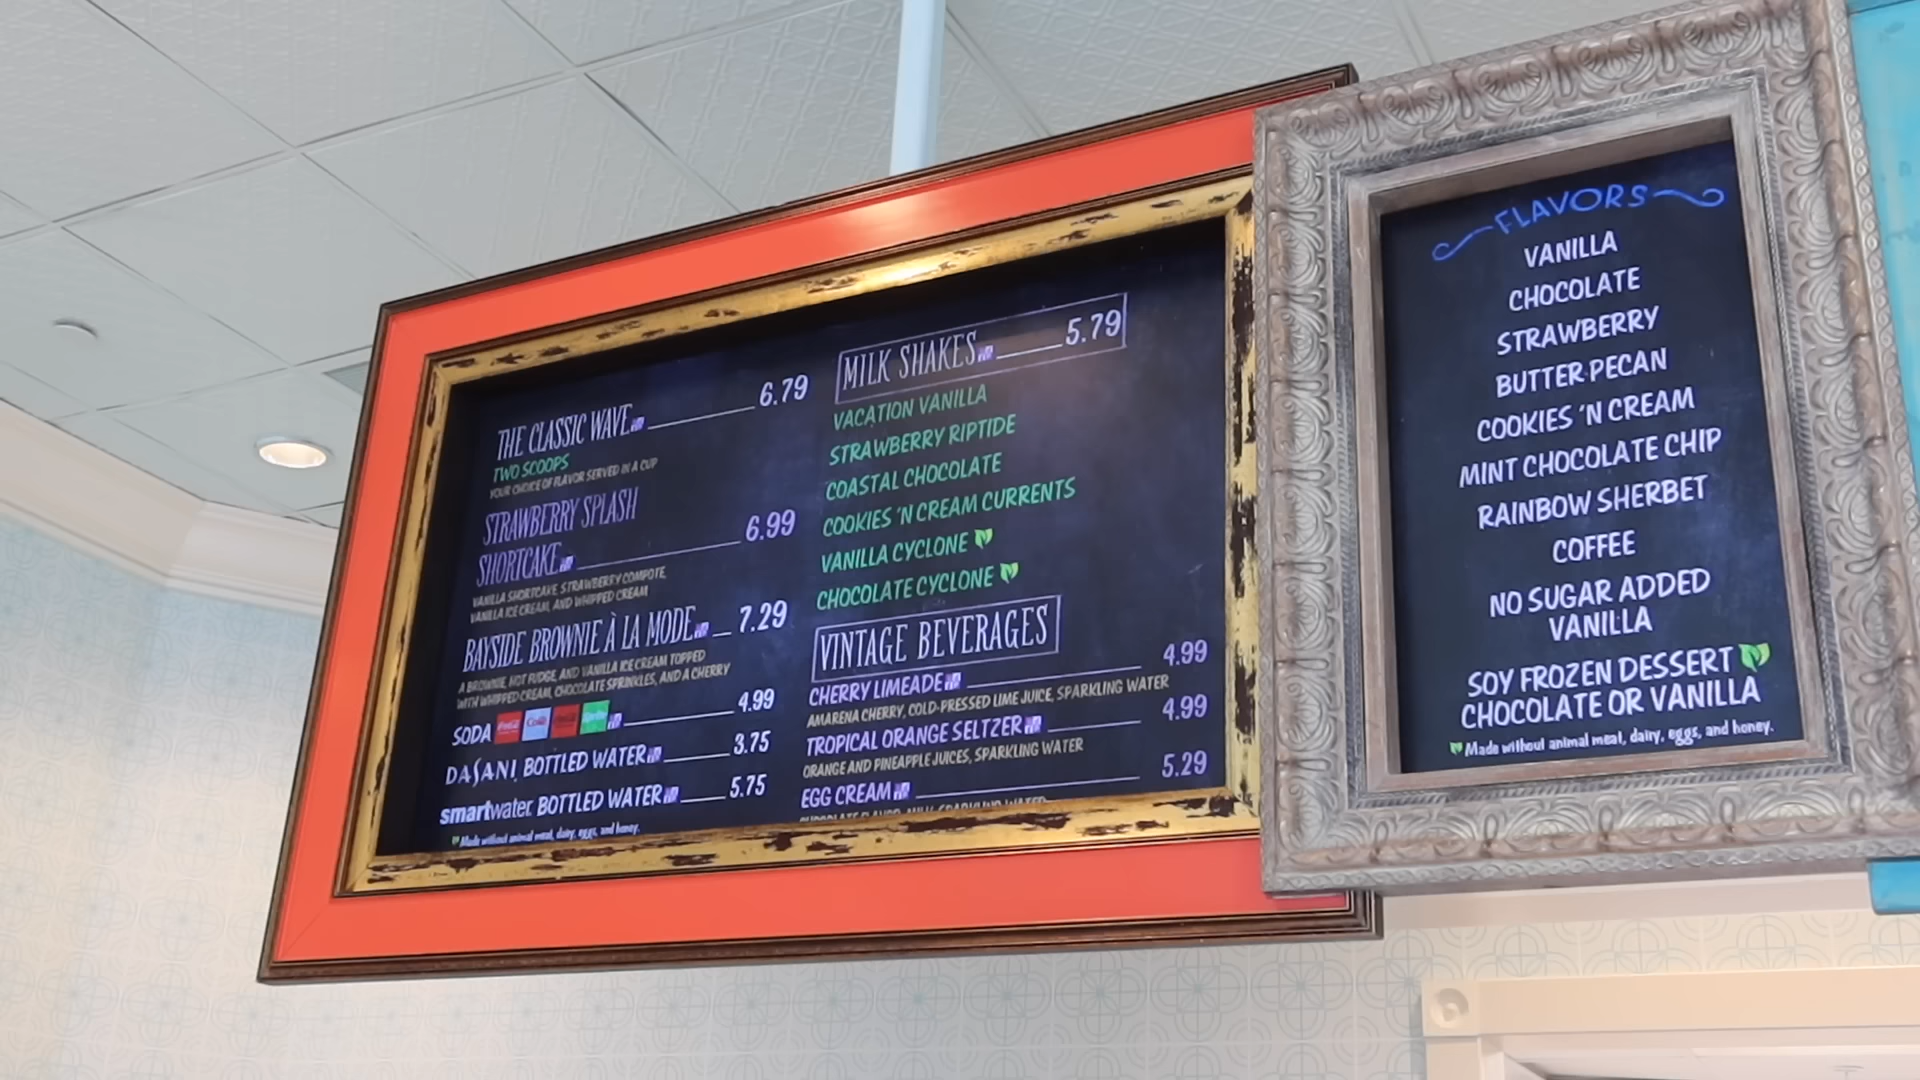 THE CLASSIC WAVE 6.79
TWO SCOOPS
YOUR CHOICE OF FLAVOR SERVED IN A CUP
STRAWBERRY SPLASH
SHORTCAKE 6.99
VANILLA SHORTCAKE, STRAWBERRY COMPOTE,
VANILLA ICE CREAM, AND WHIPPED CREAM
BAYSIDE BROWNIE À LA MODE 7.29
A BROWNIE, HOT FUDGE, AND VANILLA ICE CREAM TOPPED
WITH WHIPPED CREAM, CHOCOLATE SPRINKLES, AND A CHERRY
SODA Coca-Cola Coke Sprite 4.99
DASANI BOTTLED WATER 3.75
smartwater BOTTLED WATER 5.75
Made without animal meat, dairy, eggs, and honey.
MILK SHAKES 5.79
VACATION VANILLA
STRAWBERRY RIPTIDE
COASTAL CHOCOLATE
COOKIES 'N CREAM CURRENTS
VANILLA CYCLONE
CHOCOLATE CYCLONE
VINTAGE BEVERAGES
CHERRY LIMEADE 4.99
AMARENA CHERRY, COLD-PRESSED LIME JUICE, SPARKLING WATER
TROPICAL ORANGE SELTZER 4.99
ORANGE AND PINEAPPLE JUICES, SPARKLING WATER
EGG CREAM 5.29
FLAVORS
VANILLA
CHOCOLATE
STRAWBERRY
BUTTER PECAN
COOKIES 'N CREAM
MINT CHOCOLATE CHIP
RAINBOW SHERBET
COFFEE
NO SUGAR ADDED
VANILLA
SOY FROZEN DESSERT
CHOCOLATE OR VANILLA
Made without animal meat, dairy, eggs, and honey.